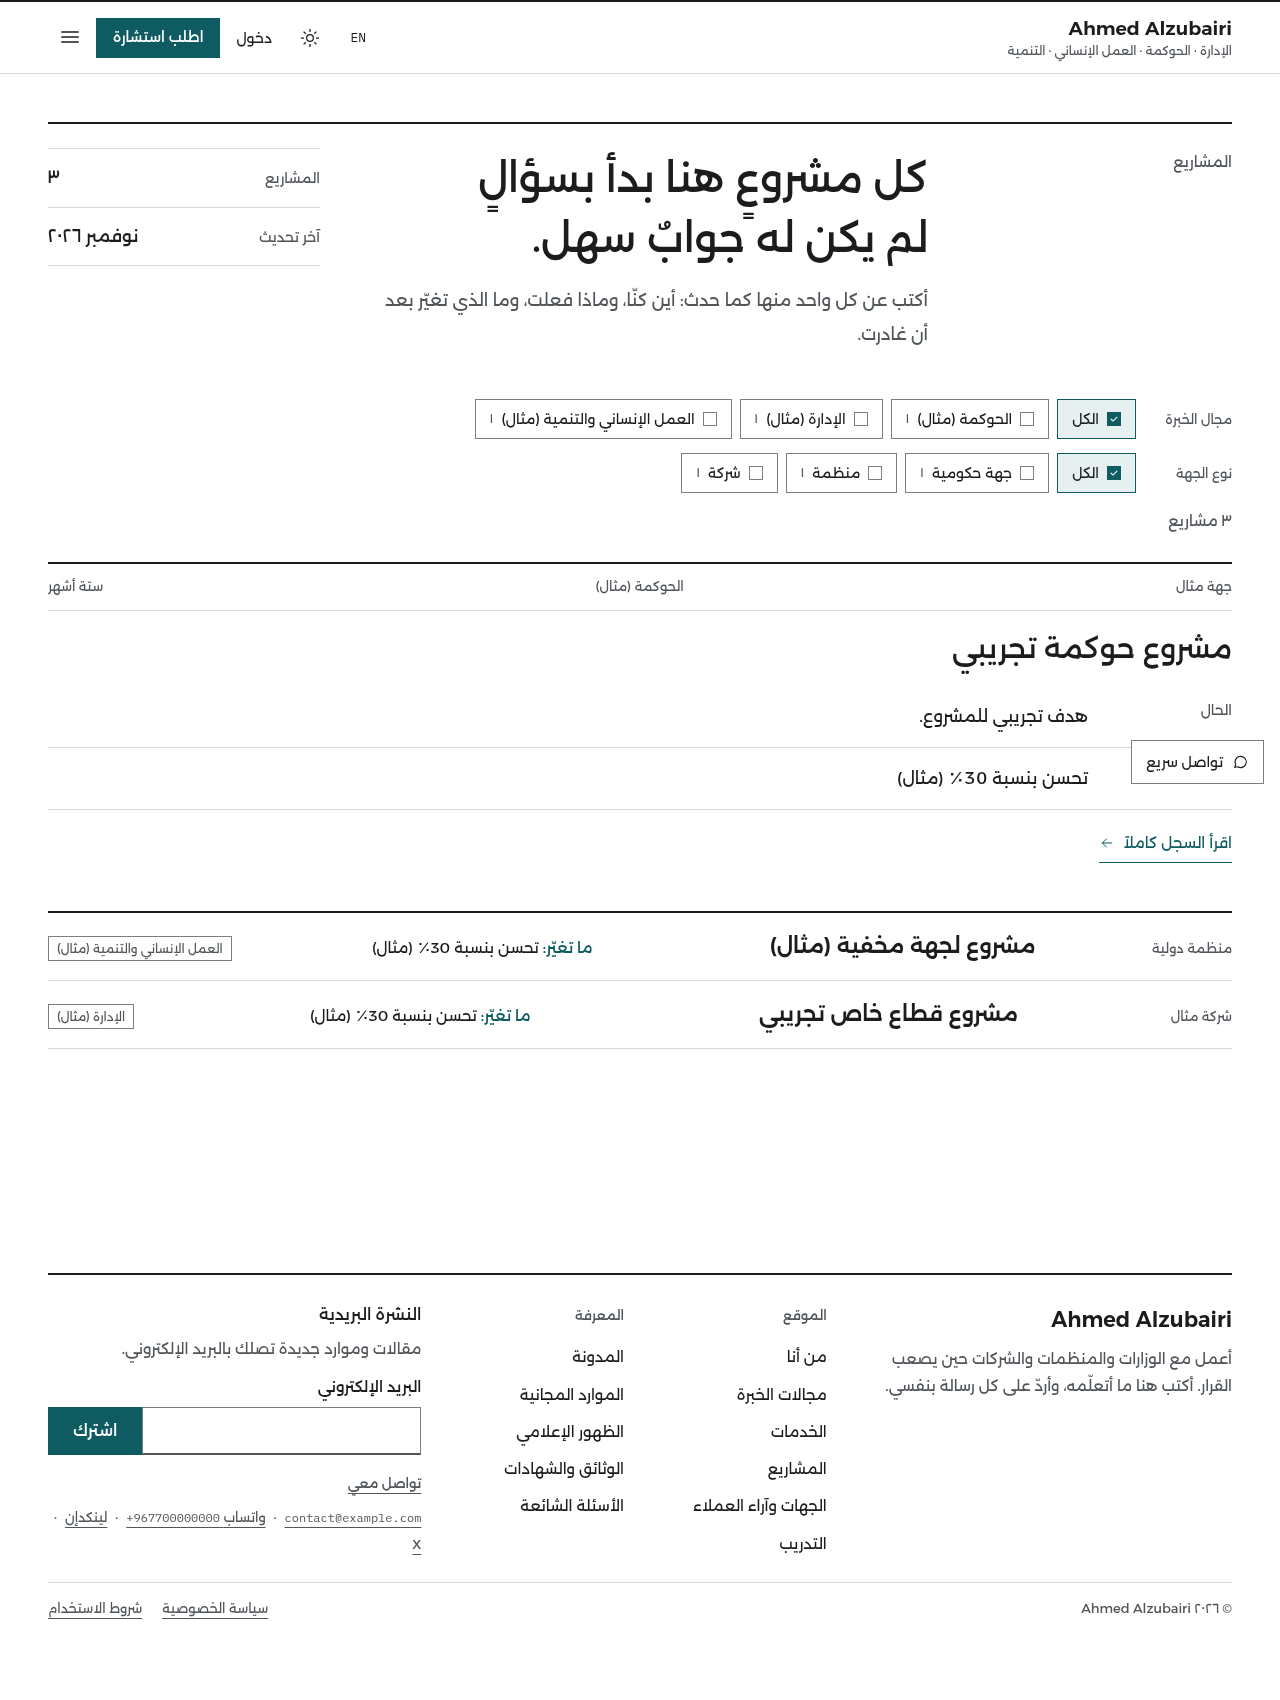 Ahmed Alzubairi
الإدارة · الحوكمة · العمل الإنساني · التنمية
EN
دخول
اطلب استشارة
المشاريع
كل مشروعٍ هنا بدأ بسؤالٍ
لم يكن له جوابٌ سهل.
أكتب عن كل واحد منها كما حدث: أين كنّا، وماذا فعلت، وما الذي تغيّر بعد
أن غادرت.
المشاريع ٣
آخر تحديث نوفمبر ٢٠٢٦
مجال الخبرة الكل الحوكمة (مثال) ١ الإدارة (مثال) ١ العمل الإنساني والتنمية (مثال) ١
نوع الجهة الكل جهة حكومية ١ منظمة ١ شركة ١
٣ مشاريع
جهة مثال الحوكمة (مثال) ستة أشهر
مشروع حوكمة تجريبي
الحال هدف تجريبي للمشروع.
تواصل سريع
تحسن بنسبة 30٪ (مثال)
اقرأ السجل كاملاً ←
منظمة دولية مشروع لجهة مخفية (مثال) ما تغيّر: تحسن بنسبة 30٪ (مثال) العمل الإنساني والتنمية (مثال)
شركة مثال مشروع قطاع خاص تجريبي ما تغيّر: تحسن بنسبة 30٪ (مثال) الإدارة (مثال)
Ahmed Alzubairi
أعمل مع الوزارات والمنظمات والشركات حين يصعب
القرار. أكتب هنا ما أتعلّمه، وأردّ على كل رسالة بنفسي.
الموقع
من أنا
مجالات الخبرة
الخدمات
المشاريع
الجهات وآراء العملاء
التدريب
المعرفة
المدونة
الموارد المجانية
الظهور الإعلامي
الوثائق والشهادات
الأسئلة الشائعة
النشرة البريدية
مقالات وموارد جديدة تصلك بالبريد الإلكتروني.
البريد الإلكتروني
اشترك
تواصل معي
contact@example.com · واتساب +967700000000 · لينكدإن ·
X
© ٢٠٢٦ Ahmed Alzubairi
سياسة الخصوصية شروط الاستخدام